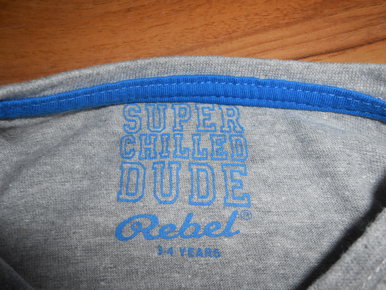 SUPER
CHILLED
DUDE
Rebel®
3-4 YEARS